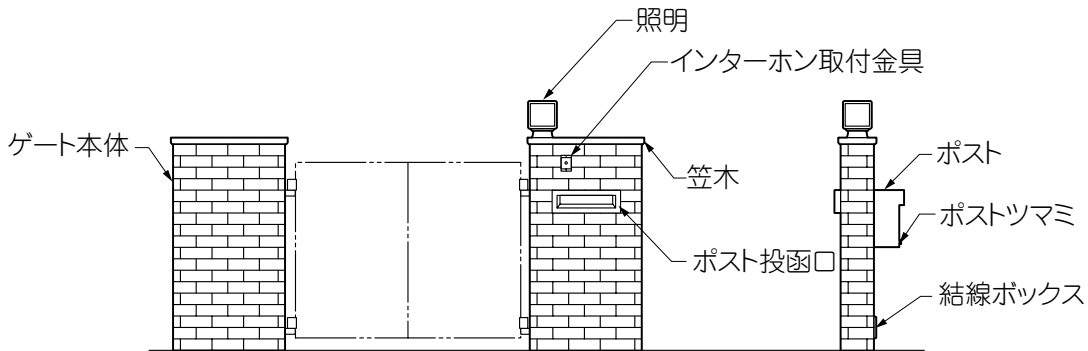 照明
インターホン取付金具
ゲート本体
ポスト
笠木
ポストツマミ
ポスト投函口
結線ボックス